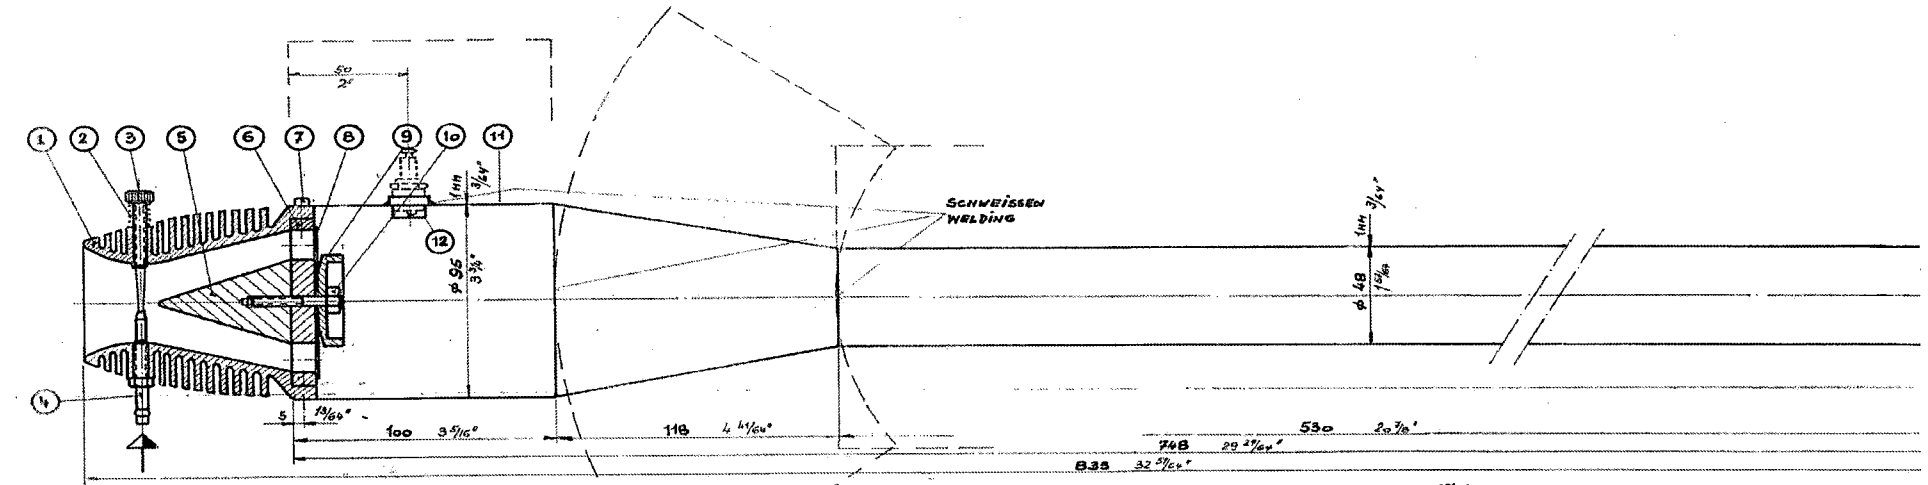 50
2"
1 2 3 5 6 7 8 9 10 11
1MM 3/64"
SCHWEISSEN
WELDING
12
ϕ 95
3 3/4"
1MM 3/64"
ϕ 48
1 57/64
4
5 13/64"
100 3 5/16"
118 4 41/64"
530 20 7/8"
748 29 29/64"
835 32 57/64"